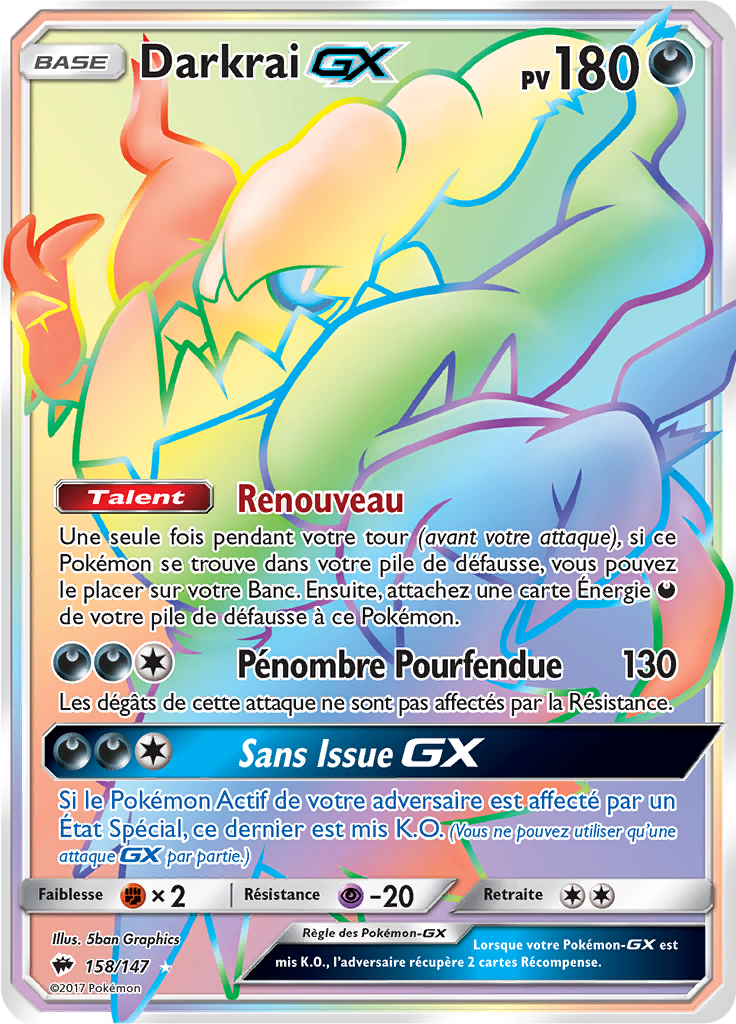 BASE Darkrai GX PV 180
Talent Renouveau
Une seule fois pendant votre tour (avant votre attaque), si ce
Pokémon se trouve dans votre pile de défausse, vous pouvez
le placer sur votre Banc. Ensuite, attachez une carte Énergie
de votre pile de défausse à ce Pokémon.
Pénombre Pourfendue 130
Les dégâts de cette attaque ne sont pas affectés par la Résistance.
Sans Issue GX
Si le Pokémon Actif de votre adversaire est affecté par un
État Spécial, ce dernier est mis K.O. (Vous ne pouvez utiliser qu'une
attaque GX par partie.)
Faiblesse ×2 Résistance -20 Retraite
Illus. 5ban Graphics
158/147
©2017 Pokémon
Règle des Pokémon-GX
Lorsque votre Pokémon-GX est
mis K.O., l'adversaire récupère 2 cartes Récompense.